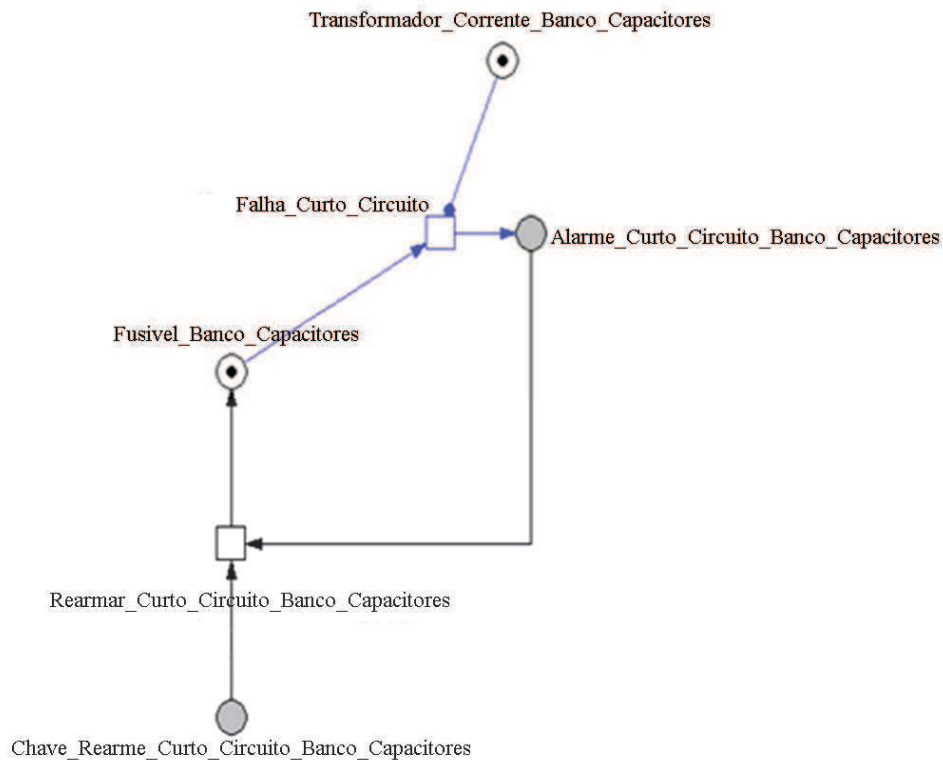 Transformador_Corrente_Banco_Capacitores
Falha_Curto_Circuito
Alarme_Curto_Circuito_Banco_Capacitores
Fusivel_Banco_Capacitores
Rearmar_Curto_Circuito_Banco_Capacitores
Chave_Rearme_Curto_Circuito_Banco_Capacitores